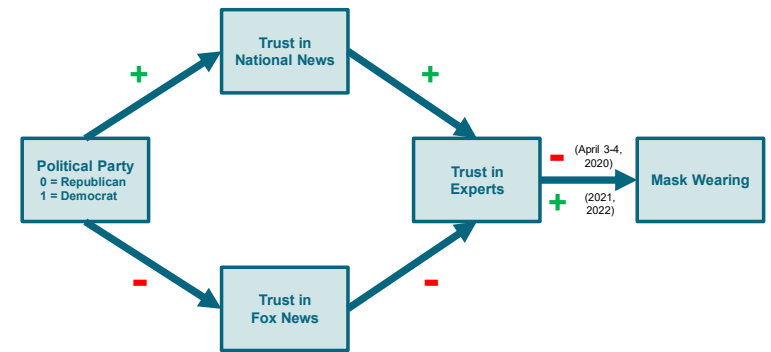 Trust in
National News
+
+
Political Party
0 = Republican
1 = Democrat
Trust in
Experts
- (April 3-4,
2020)
+ (2021,
2022)
Mask Wearing
-
-
Trust in
Fox News